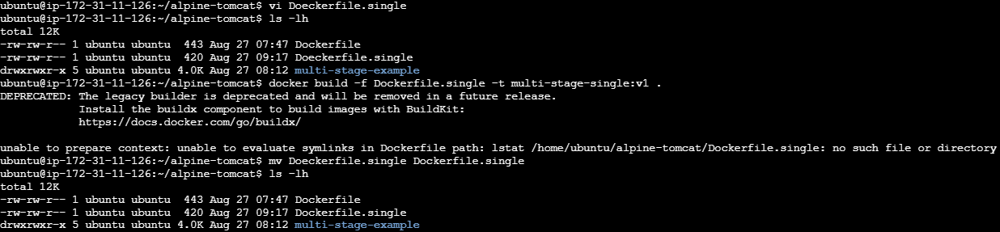 ubuntu@ip-172-31-11-126:~/alpine-tomcat$ vi Doeckerfile.single
ubuntu@ip-172-31-11-126:~/alpine-tomcat$ ls -lh
total 12K
-rw-rw-r-- 1 ubuntu ubuntu  443 Aug 27 07:47 Dockerfile
-rw-rw-r-- 1 ubuntu ubuntu  420 Aug 27 09:17 Doeckerfile.single
drwxrwxr-x 5 ubuntu ubuntu 4.0K Aug 27 08:12 multi-stage-example
ubuntu@ip-172-31-11-126:~/alpine-tomcat$ docker build -f Dockerfile.single -t multi-stage-single:v1 .
DEPRECATED: The legacy builder is deprecated and will be removed in a future release.
            Install the buildx component to build images with BuildKit:
            https://docs.docker.com/go/buildx/

unable to prepare context: unable to evaluate symlinks in Dockerfile path: lstat /home/ubuntu/alpine-tomcat/Dockerfile.single: no such file or directory
ubuntu@ip-172-31-11-126:~/alpine-tomcat$ mv Doeckerfile.single Dockerfile.single
ubuntu@ip-172-31-11-126:~/alpine-tomcat$ ls -lh
total 12K
-rw-rw-r-- 1 ubuntu ubuntu  443 Aug 27 07:47 Dockerfile
-rw-rw-r-- 1 ubuntu ubuntu  420 Aug 27 09:17 Dockerfile.single
drwxrwxr-x 5 ubuntu ubuntu 4.0K Aug 27 08:12 multi-stage-example